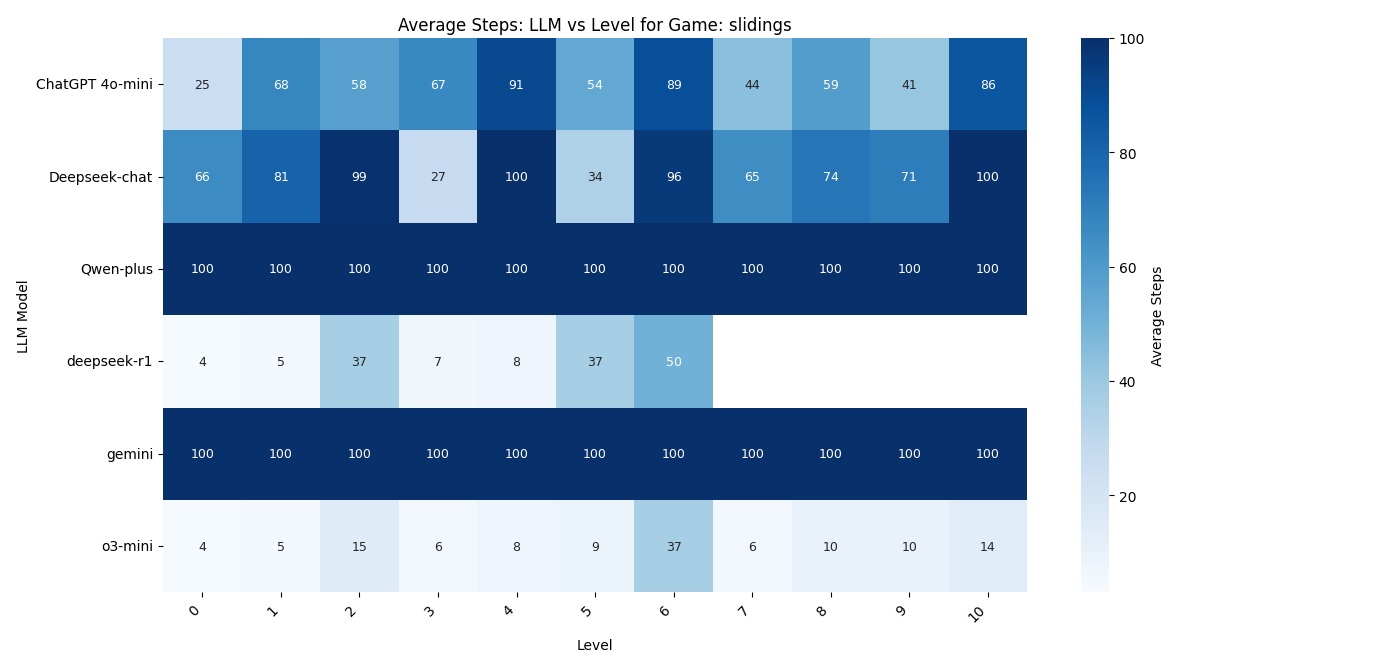 Average Steps: LLM vs Level for Game: slidings
ChatGPT 4o-mini 25 68 58 67 91 54 89 44 59 41 86
Deepseek-chat 66 81 99 27 100 34 96 65 74 71 100
Qwen-plus 100 100 100 100 100 100 100 100 100 100 100
deepseek-r1 4 5 37 7 8 37 50
gemini 100 100 100 100 100 100 100 100 100 100 100
o3-mini 4 5 15 6 8 9 37 6 10 10 14
0 1 2 3 4 5 6 7 8 9 10
Level
LLM Model
100
80
60
40
20
Average Steps